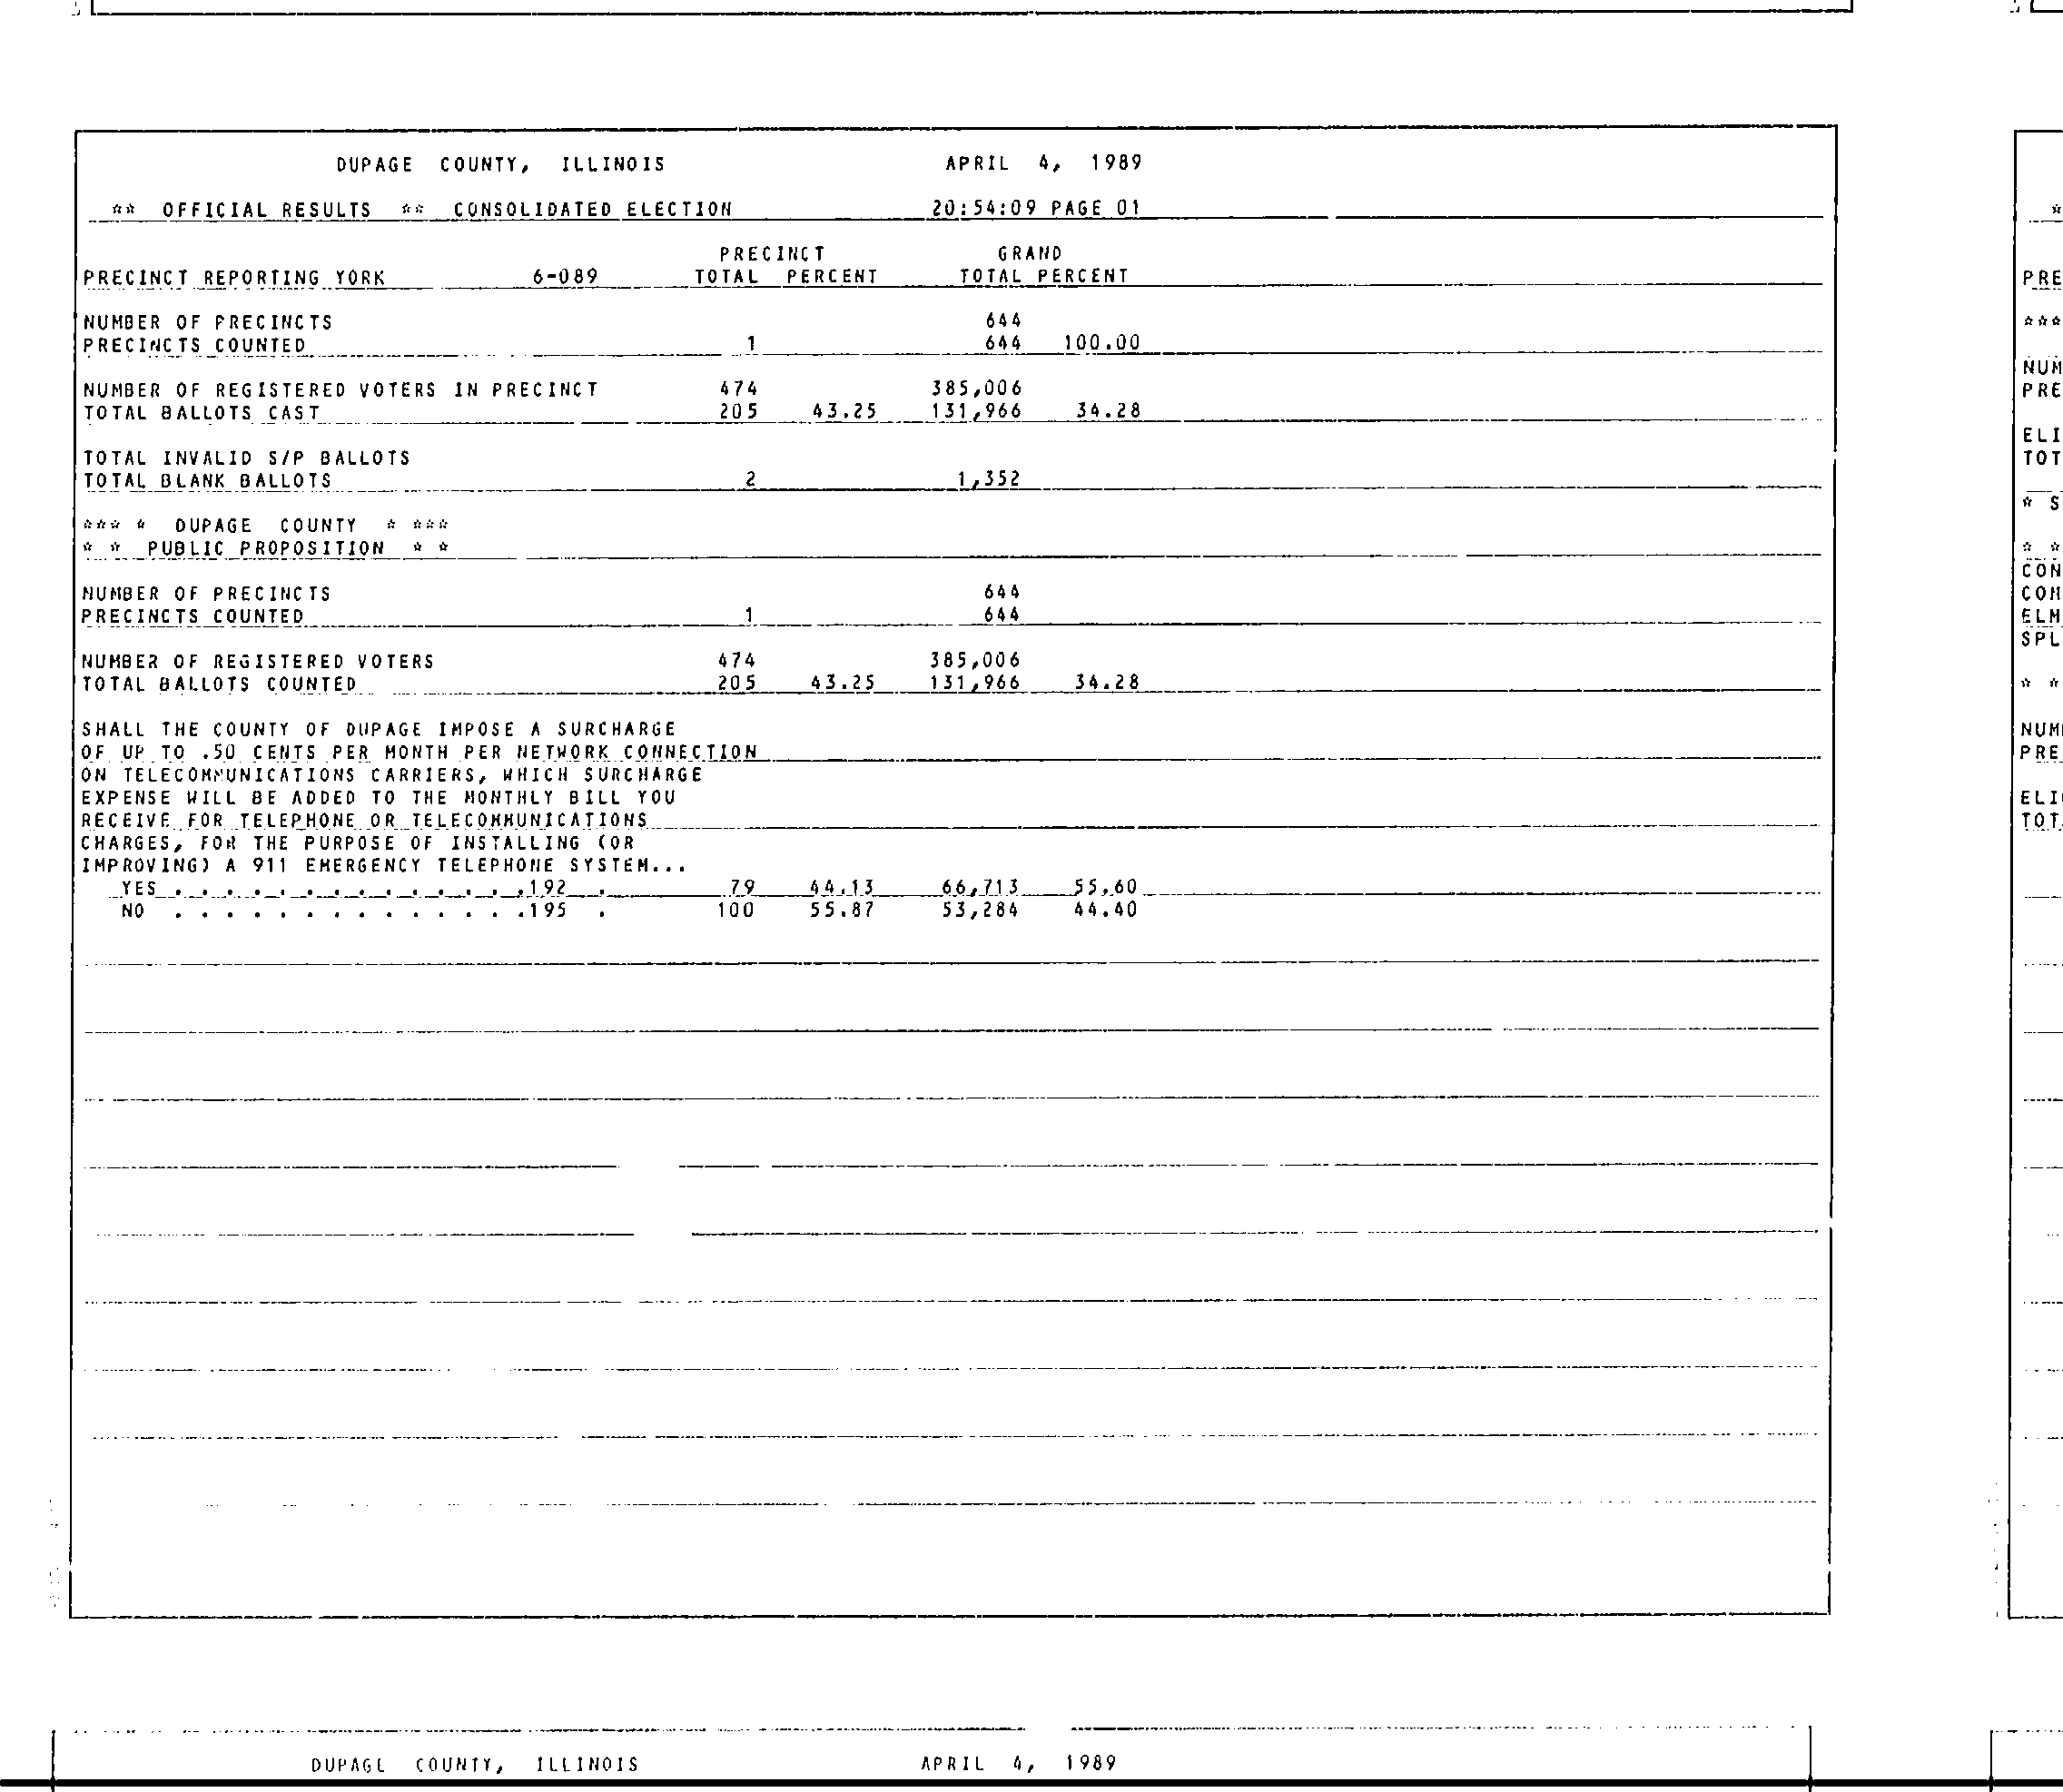 DUPAGE COUNTY, ILLINOIS APRIL 4, 1989
** OFFICIAL RESULTS ** CONSOLIDATED ELECTION 20:54:09 PAGE 01
PRECINCT GRAND
PRECINCT REPORTING YORK 6-089 TOTAL PERCENT TOTAL PERCENT
NUMBER OF PRECINCTS 644
PRECINCTS COUNTED 1 644 100.00
NUMBER OF REGISTERED VOTERS IN PRECINCT 474 385,006
TOTAL BALLOTS CAST 205 43.25 131,966 34.28
TOTAL INVALID S/P BALLOTS
TOTAL BLANK BALLOTS 2 1,352
*** * DUPAGE COUNTY * ***
* * PUBLIC PROPOSITION * *
NUMBER OF PRECINCTS 644
PRECINCTS COUNTED 1 644
NUMBER OF REGISTERED VOTERS 474 385,006
TOTAL BALLOTS COUNTED 205 43.25 131,966 34.28
SHALL THE COUNTY OF DUPAGE IMPOSE A SURCHARGE
OF UP TO .50 CENTS PER MONTH PER NETWORK CONNECTION
ON TELECOMMUNICATIONS CARRIERS, WHICH SURCHARGE
EXPENSE WILL BE ADDED TO THE MONTHLY BILL YOU
RECEIVE FOR TELEPHONE OR TELECOMMUNICATIONS
CHARGES, FOR THE PURPOSE OF INSTALLING (OR
IMPROVING) A 911 EMERGENCY TELEPHONE SYSTEM...
YES . . . . . . . . . . . . . .192 . 79 44.13 66,713 55.60
NO . . . . . . . . . . . . . .195 . 100 55.87 53,284 44.40
*
PRE
***
NUM
PRE
ELI
TOT
* S
* *
CON
COM
ELM
SPL
* *
NUM
PRE
ELI
TOT
DUPAGE COUNTY, ILLINOIS APRIL 4, 1989